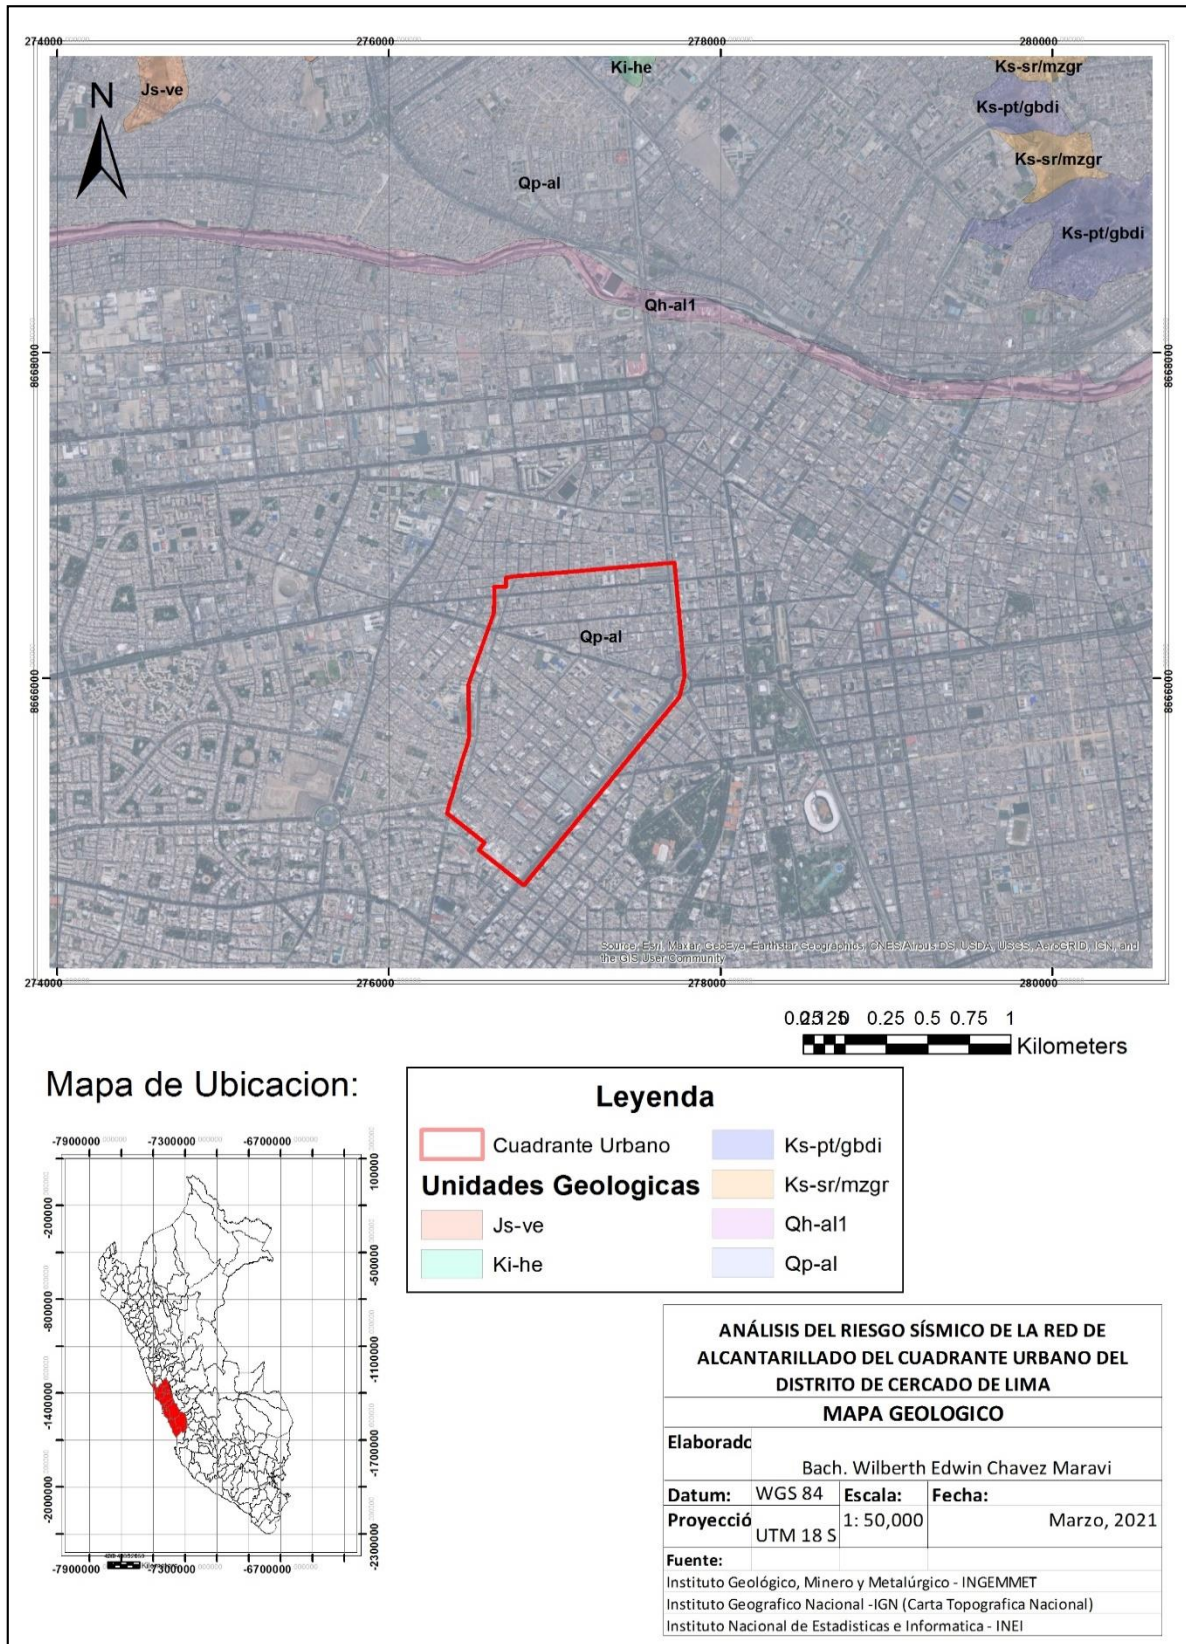 274000 276000 278000 280000
Js-ve
Ki-he
Ks-sr/mzgr
N
Ks-pt/gbdi
Ks-sr/mzgr
Qp-al
Ks-pt/gbdi
Qh-al1
8668000 8668000
Qp-al
8666000 8666000
Source: Esri, Maxar, GeoEye, Earthstar Geographics, CNES/Airbus DS, USDA, USGS, AeroGRID, IGN, and
the GIS User Community
274000 276000 278000 280000
0.25 0.125 0 0.25 0.5 0.75 1
Kilometers
Mapa de Ubicacion:
-7900000 -7300000 -6700000
100000
-200000
-500000
-800000
-1100000
-1400000
-1700000
-2000000
-2300000
Kilometers
-7900000 -7300000 -6700000
Leyenda
Cuadrante Urbano
Unidades Geologicas
Js-ve
Ki-he
Ks-pt/gbdi
Ks-sr/mzgr
Qh-al1
Qp-al
ANÁLISIS DEL RIESGO SÍSMICO DE LA RED DE
ALCANTARILLADO DEL CUADRANTE URBANO DEL
DISTRITO DE CERCADO DE LIMA
MAPA GEOLOGICO
Elaborado
Bach. Wilberth Edwin Chavez Maravi
Datum: WGS 84 Escala: Fecha:
Proyecció UTM 18 S 1: 50,000 Marzo, 2021
Fuente:
Instituto Geológico, Minero y Metalúrgico - INGEMMET
Instituto Geografico Nacional -IGN (Carta Topografica Nacional)
Instituto Nacional de Estadisticas e Informatica - INEI